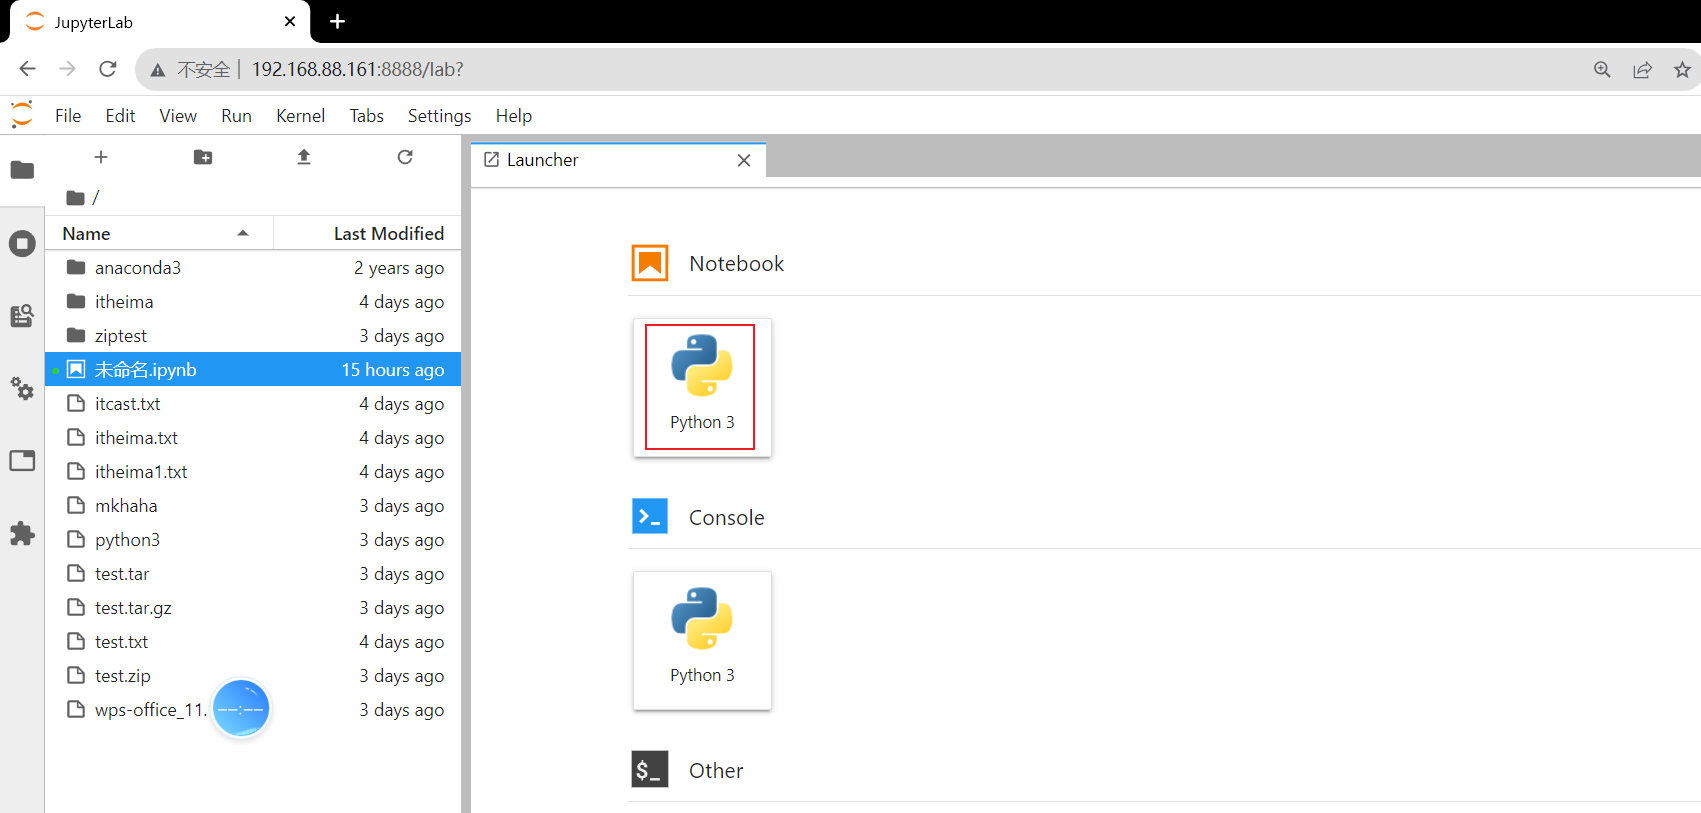 JupyterLab
不安全 192.168.88.161:8888/lab?
File Edit View Run Kernel Tabs Settings Help
Launcher
/
Name Last Modified
anaconda3 2 years ago
itheima 4 days ago
ziptest 3 days ago
未命名.ipynb 15 hours ago
itcast.txt 4 days ago
itheima.txt 4 days ago
itheima1.txt 4 days ago
mkhaha 3 days ago
python3 3 days ago
test.tar 3 days ago
test.tar.gz 3 days ago
test.txt 4 days ago
test.zip 3 days ago
wps-office_11. 3 days ago
--:--
Notebook
Python 3
Console
Python 3
$_ Other